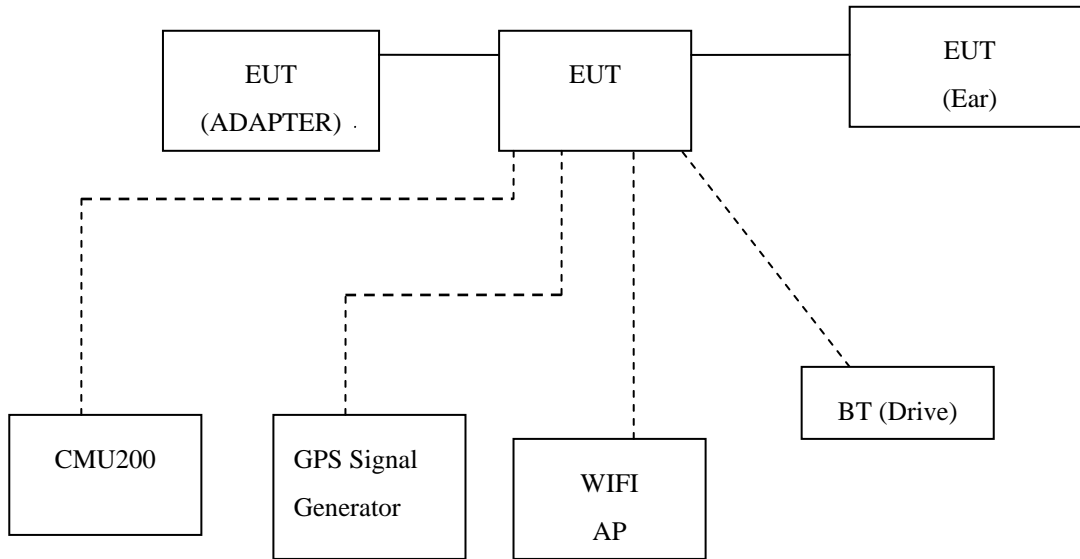 EUT
(ADAPTER)
EUT
EUT
(Ear)
CMU200
GPS Signal
Generator
WIFI
AP
BT (Drive)